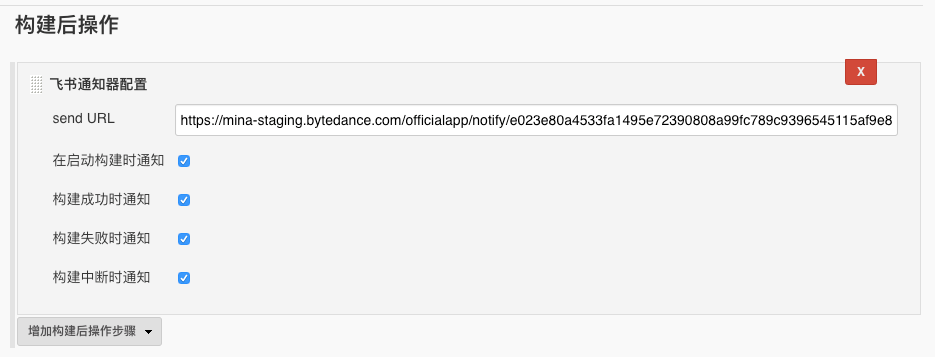 构建后操作
X
飞书通知器配置
send URL
https://mina-staging.bytedance.com/officialapp/notify/e023e80a4533fa1495e72390808a99fc789c9396545115af9e8
在启动构建时通知
构建成功时通知
构建失败时通知
构建中断时通知
增加构建后操作步骤